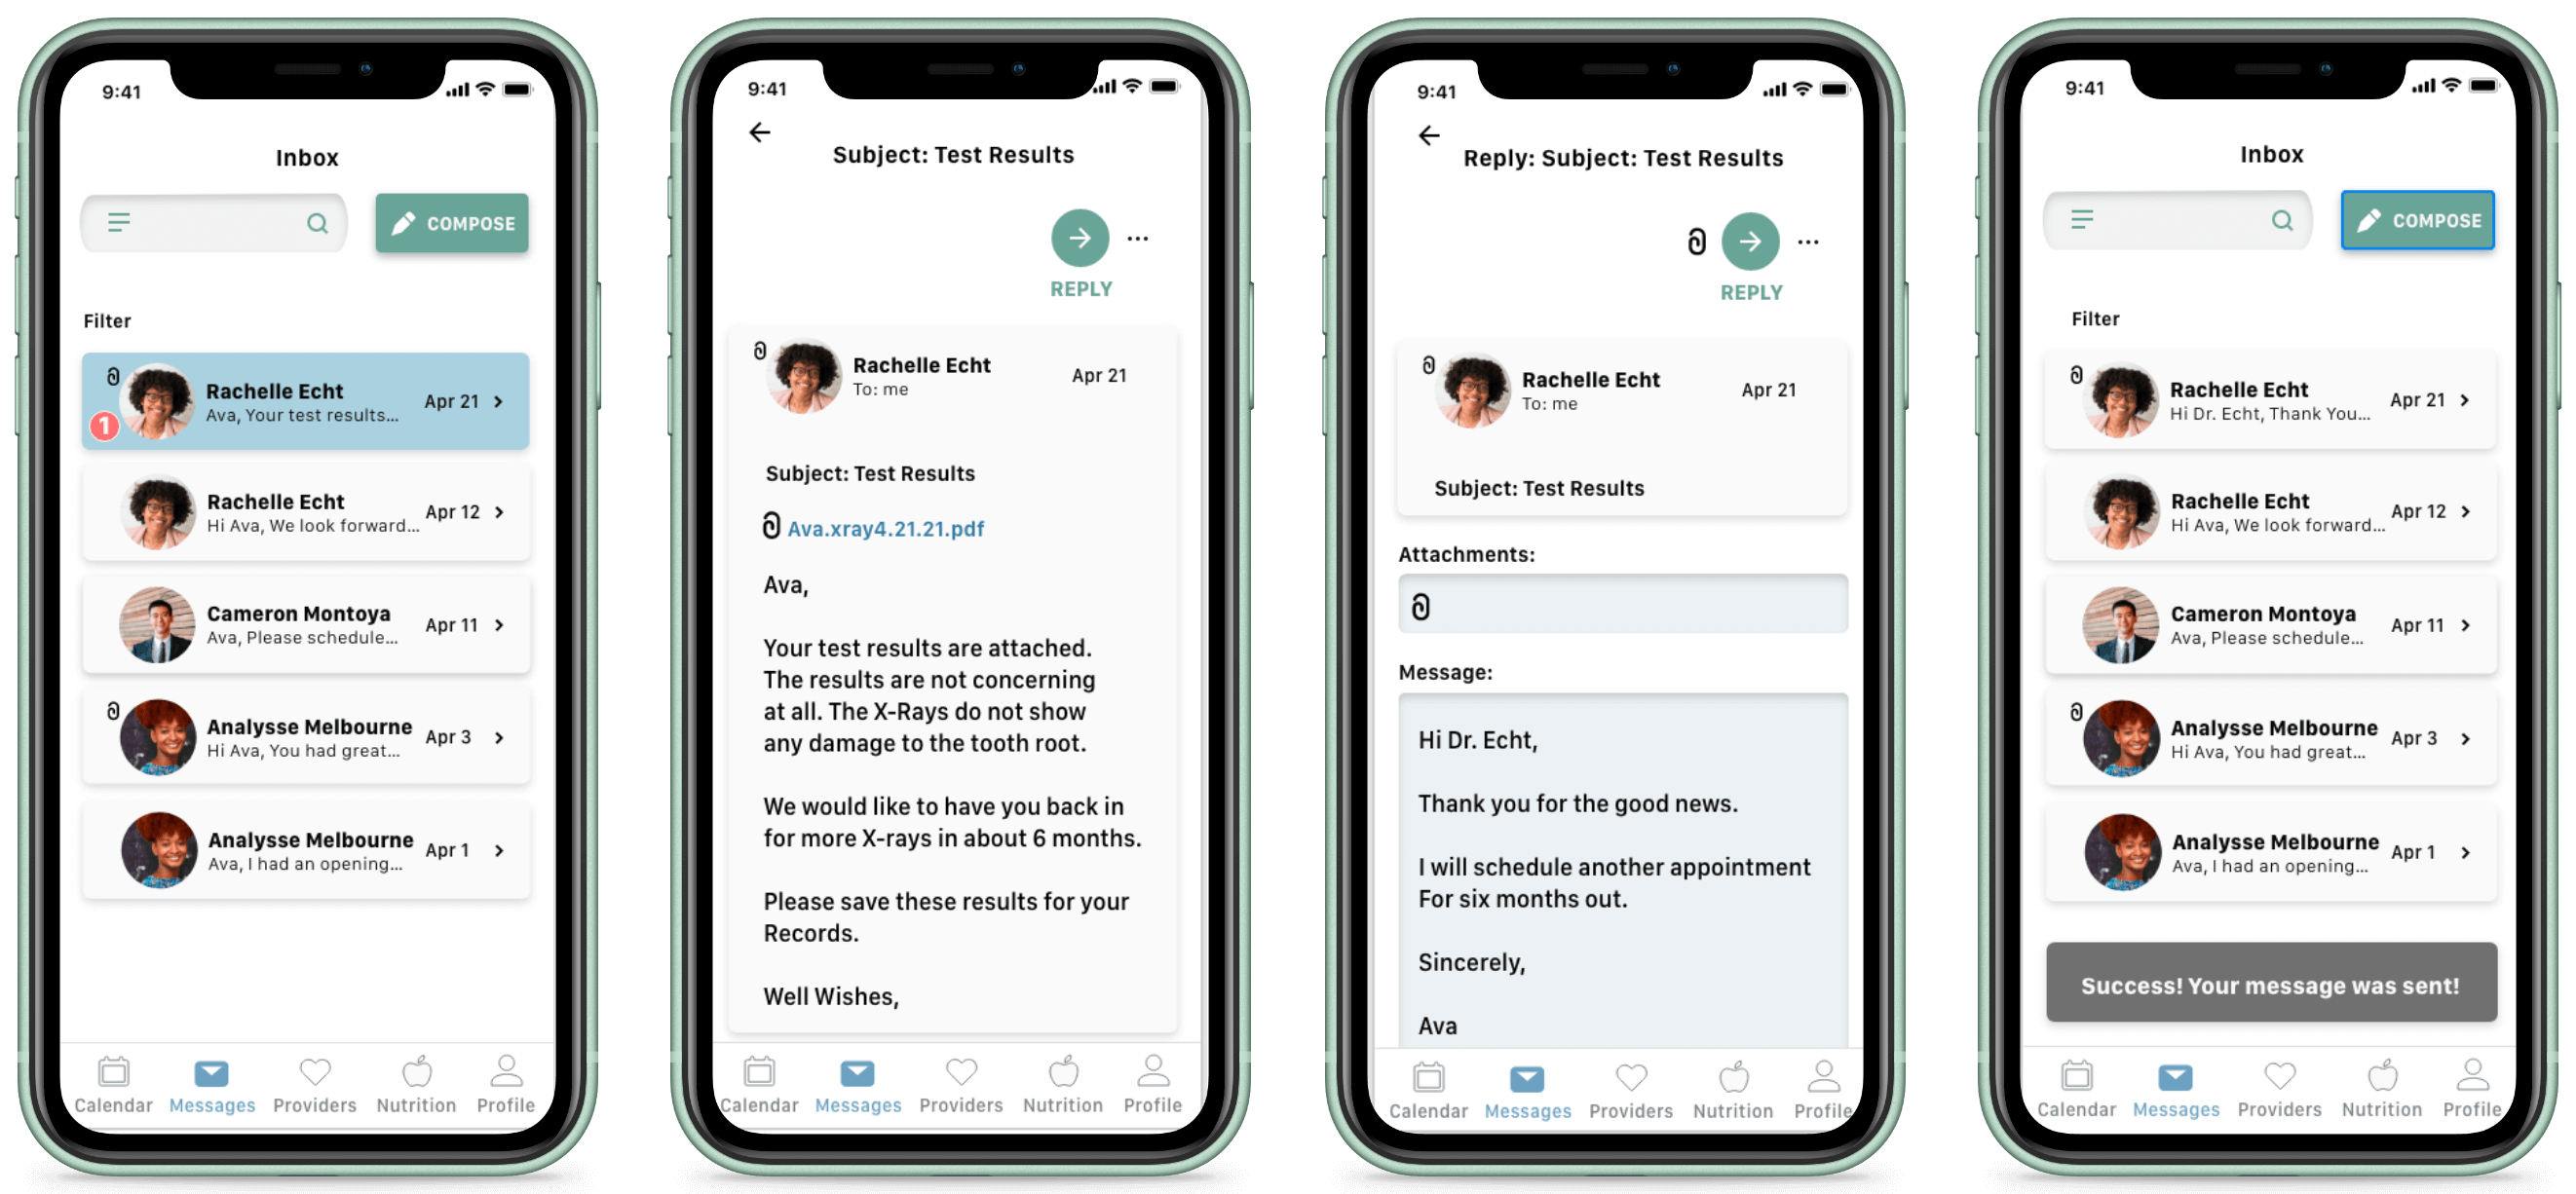 9:41
Inbox
COMPOSE
Filter
Rachelle Echt
Ava, Your test results...
Apr 21
1
Rachelle Echt
Hi Ava, We look forward...
Apr 12
Cameron Montoya
Ava, Please schedule...
Apr 11
Analysse Melbourne
Hi Ava, You had great...
Apr 3
Analysse Melbourne
Ava, I had an opening...
Apr 1
Calendar Messages Providers Nutrition Profile
9:41
Subject: Test Results
REPLY
Rachelle Echt
To: me
Apr 21
Subject: Test Results
Ava.xray4.21.21.pdf
Ava,
Your test results are attached.
The results are not concerning
at all. The X-Rays do not show
any damage to the tooth root.
We would like to have you back in
for more X-rays in about 6 months.
Please save these results for your
Records.
Well Wishes,
Calendar Messages Providers Nutrition Profile
9:41
Reply: Subject: Test Results
REPLY
Rachelle Echt
To: me
Apr 21
Subject: Test Results
Attachments:
Message:
Hi Dr. Echt,
Thank you for the good news.
I will schedule another appointment
For six months out.
Sincerely,
Ava
Calendar Messages Providers Nutrition Profile
9:41
Inbox
COMPOSE
Filter
Rachelle Echt
Hi Dr. Echt, Thank You...
Apr 21
Rachelle Echt
Hi Ava, We look forward...
Apr 12
Cameron Montoya
Ava, Please schedule...
Apr 11
Analysse Melbourne
Hi Ava, You had great...
Apr 3
Analysse Melbourne
Ava, I had an opening...
Apr 1
Success! Your message was sent!
Calendar Messages Providers Nutrition Profile